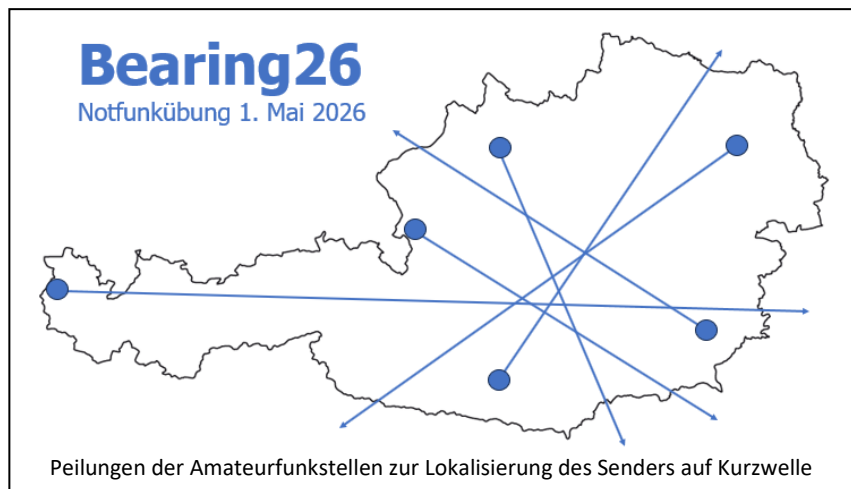 Bearing26
Notfunkübung 1. Mai 2026
Peilungen der Amateurfunkstellen zur Lokalisierung des Senders auf Kurzwelle